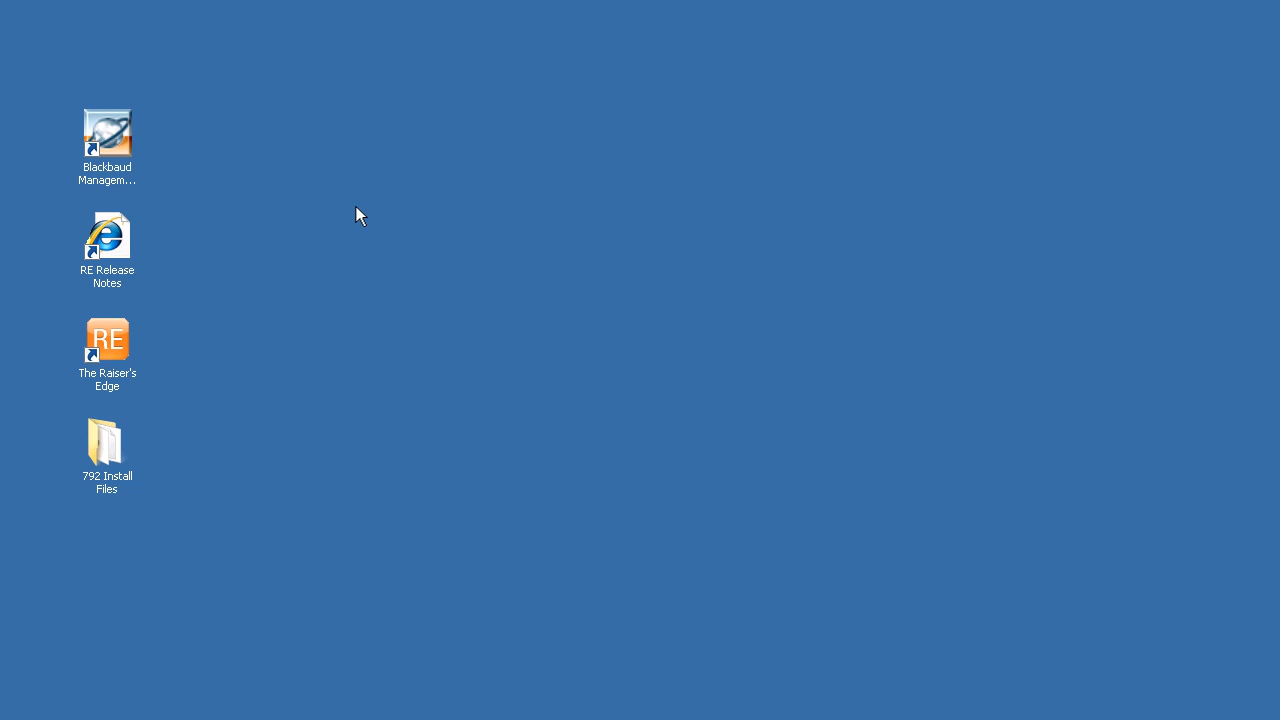 Blackbaud
Managem...
RE Release
Notes
RE
The Raiser's
Edge
792 Install
Files